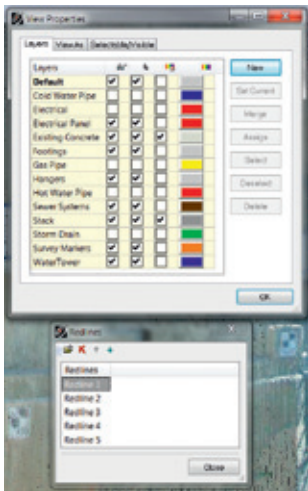 View Properties
Layers View As Selectable/Visible
Layers
New
Default
Cold Water Pipe
Set Current
Electrical
Electrical Panel
Merge
Existing Concrete
Assign
Footings
Gas Pipe
Select
Hangers
Hot Water Pipe
Deselect
Sewer Systems
Stack
Delete
Storm Drain
Survey Markers
WaterTower
OK
Redlines
Redlines
Redline 1
Redline 2
Redline 3
Redline 4
Redline 5
Close